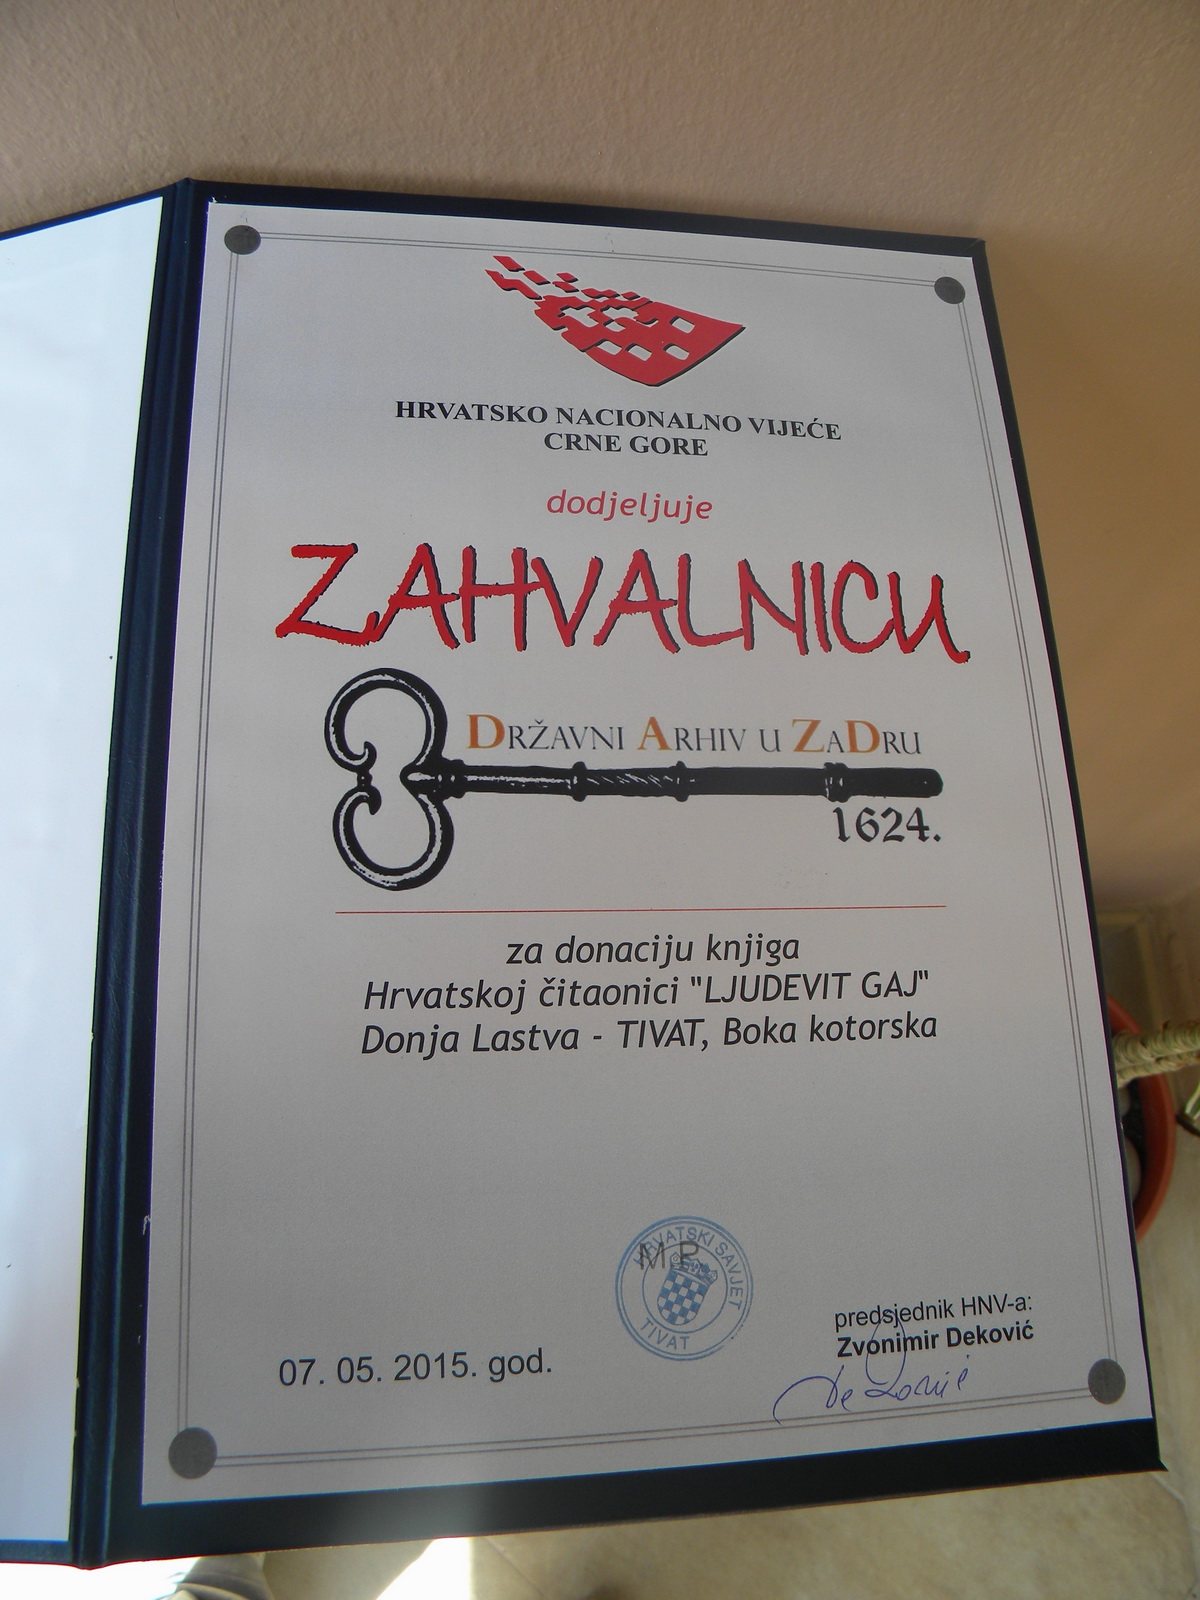 HRVATSKO NACIONALNO VIJEĆE
CRNE GORE
dodjeljuje
ZAHVALNICU
DRŽAVNI ARHIV U ZADRU
1624.
za donaciju knjiga
Hrvatskoj čitaonici "LJUDEVIT GAJ"
Donja Lastva - TIVAT, Boka kotorska
M.P.
HRVATSKI SAVJET
TIVAT
predsjednik HNV-a:
Zvonimir Deković
07. 05. 2015. god.